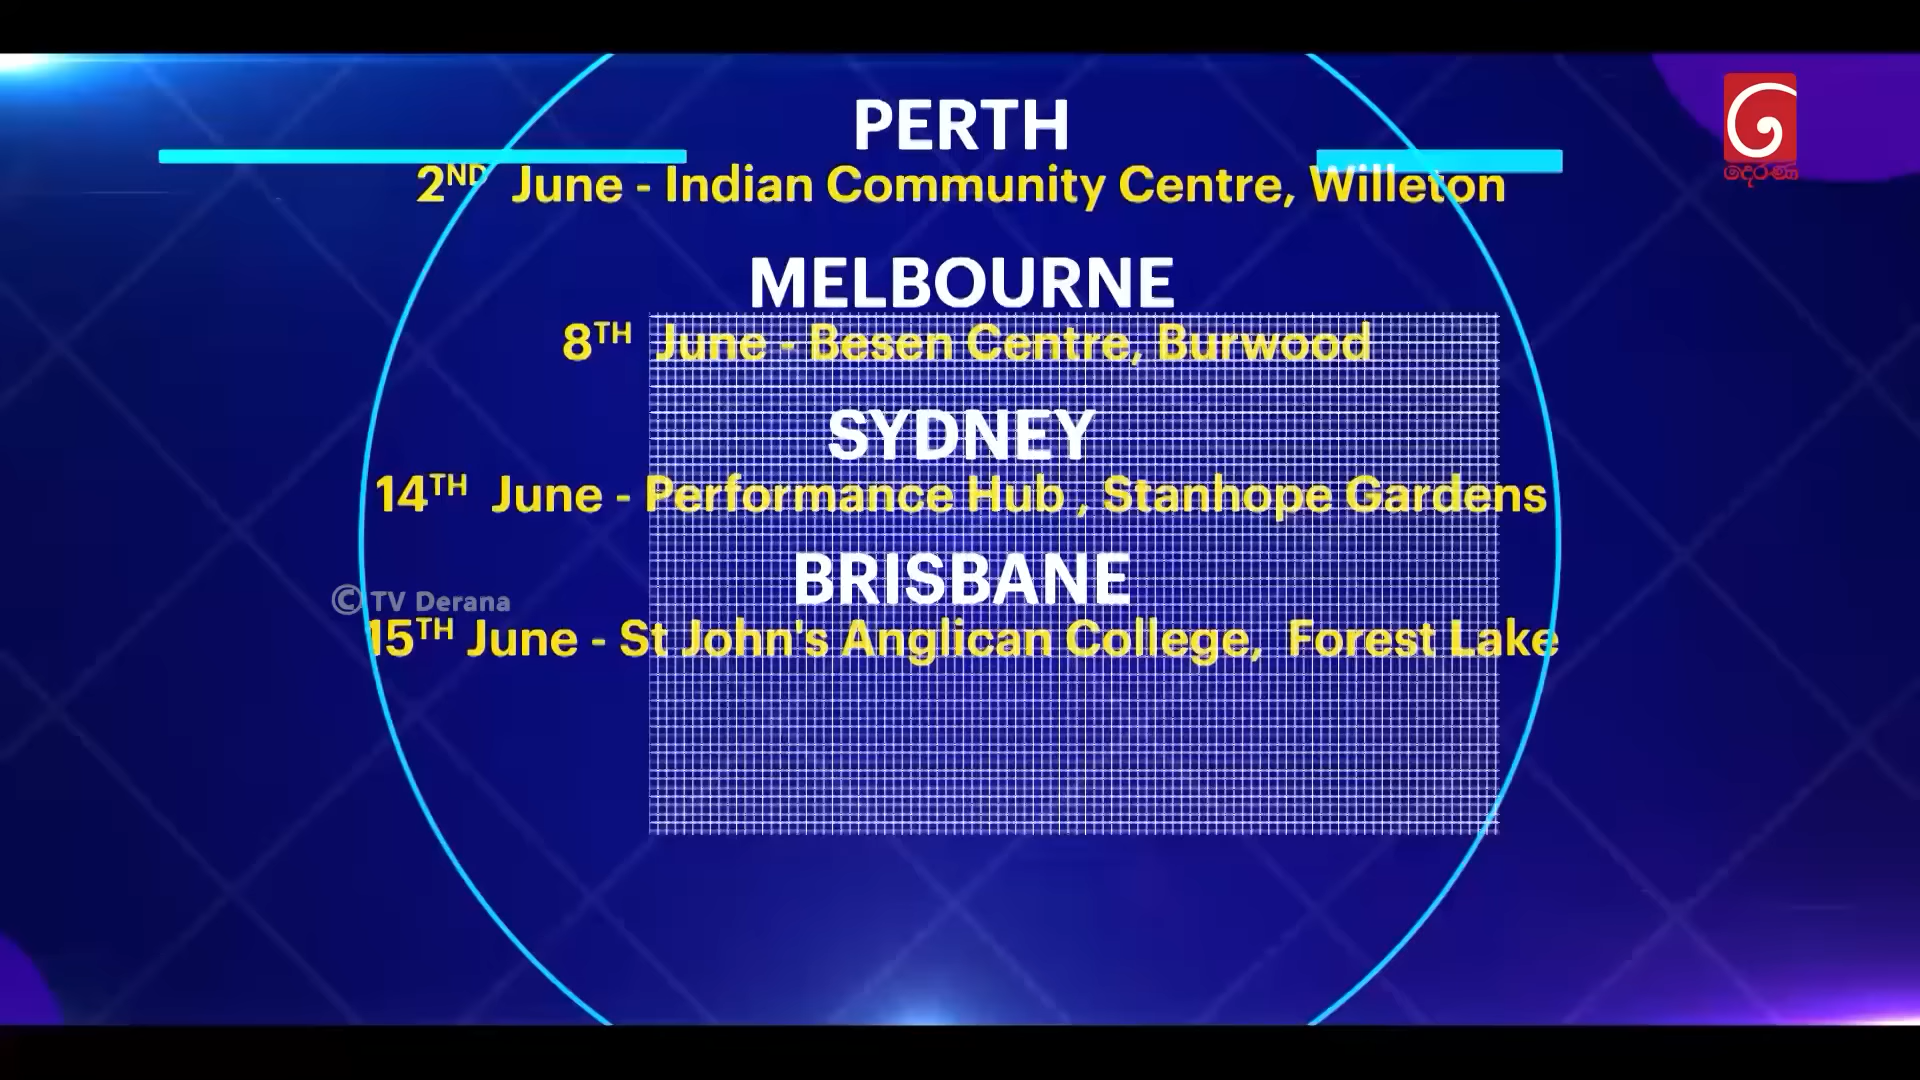 PERTH
2ND June - Indian Community Centre, Willeton
දෙරණ
MELBOURNE
8TH June - Besen Centre, Burwood
SYDNEY
14TH June - Performance Hub , Stanhope Gardens
BRISBANE
© TV Derana
15TH June - St John's Anglican College, Forest Lake